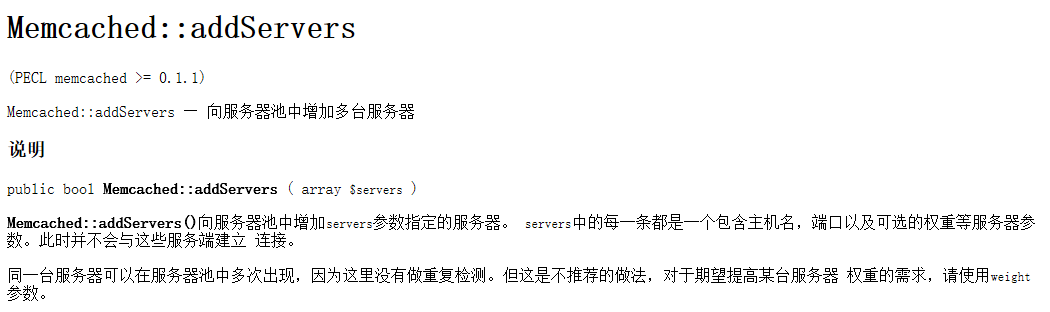 Memcached::addServers
(PECL memcached >= 0.1.1)
Memcached::addServers — 向服务器池中增加多台服务器
说明
public bool Memcached::addServers ( array $servers )
Memcached::addServers()向服务器池中增加servers参数指定的服务器。 servers中的每一条都是一个包含主机名，端口以及可选的权重等服务器参
数。此时并不会与这些服务端建立 连接。
同一台服务器可以在服务器池中多次出现，因为这里没有做重复检测。但这是不推荐的做法，对于期望提高某台服务器 权重的需求，请使用weight
参数。